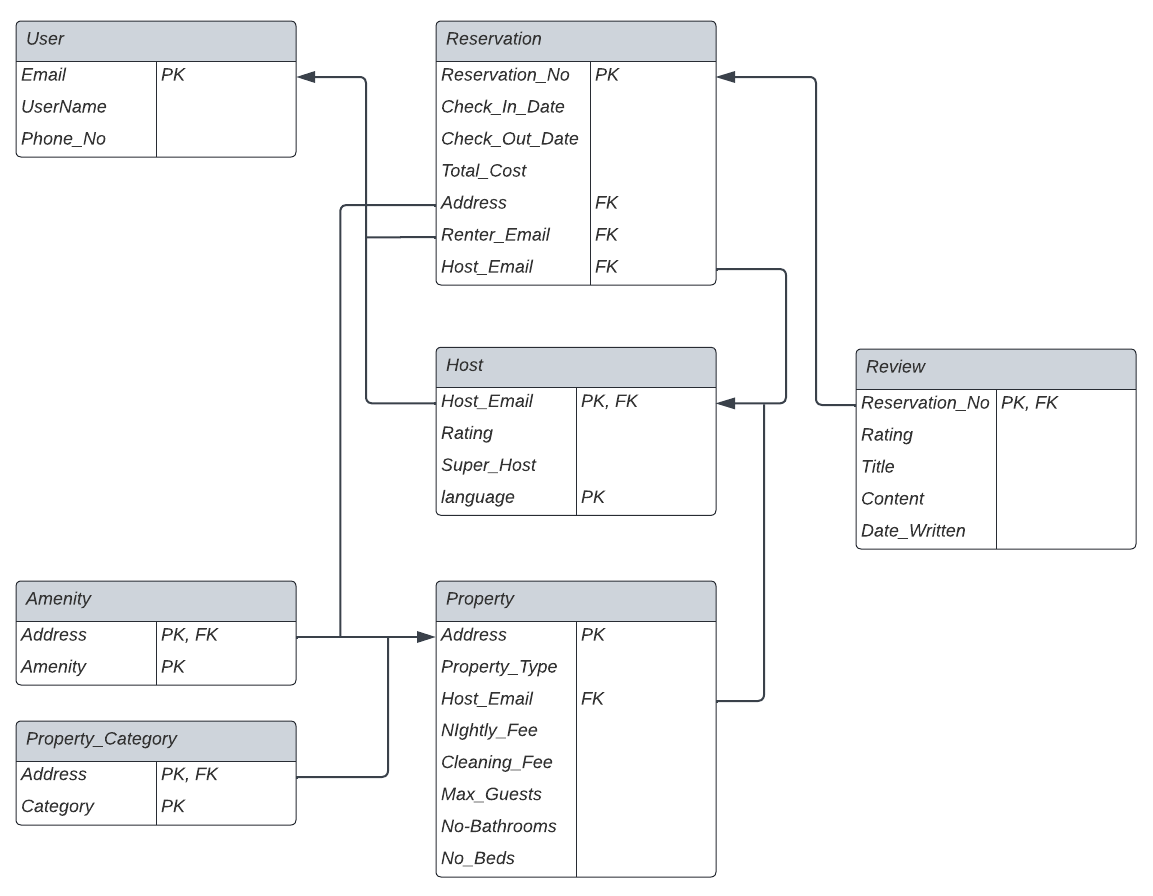 User
Email PK
UserName
Phone_No
Reservation
Reservation_No PK
Check_In_Date
Check_Out_Date
Total_Cost
Address FK
Renter_Email FK
Host_Email FK
Host
Host_Email PK, FK
Rating
Super_Host
language PK
Review
Reservation_No PK, FK
Rating
Title
Content
Date_Written
Amenity
Address PK, FK
Amenity PK
Property_Category
Address PK, FK
Category PK
Property
Address PK
Property_Type
Host_Email FK
NIghtly_Fee
Cleaning_Fee
Max_Guests
No-Bathrooms
No_Beds